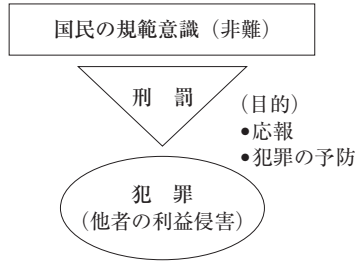 国民の規範意識（非難）
刑　罰
（目的）
●応報
●犯罪の予防
犯　罪
（他者の利益侵害）